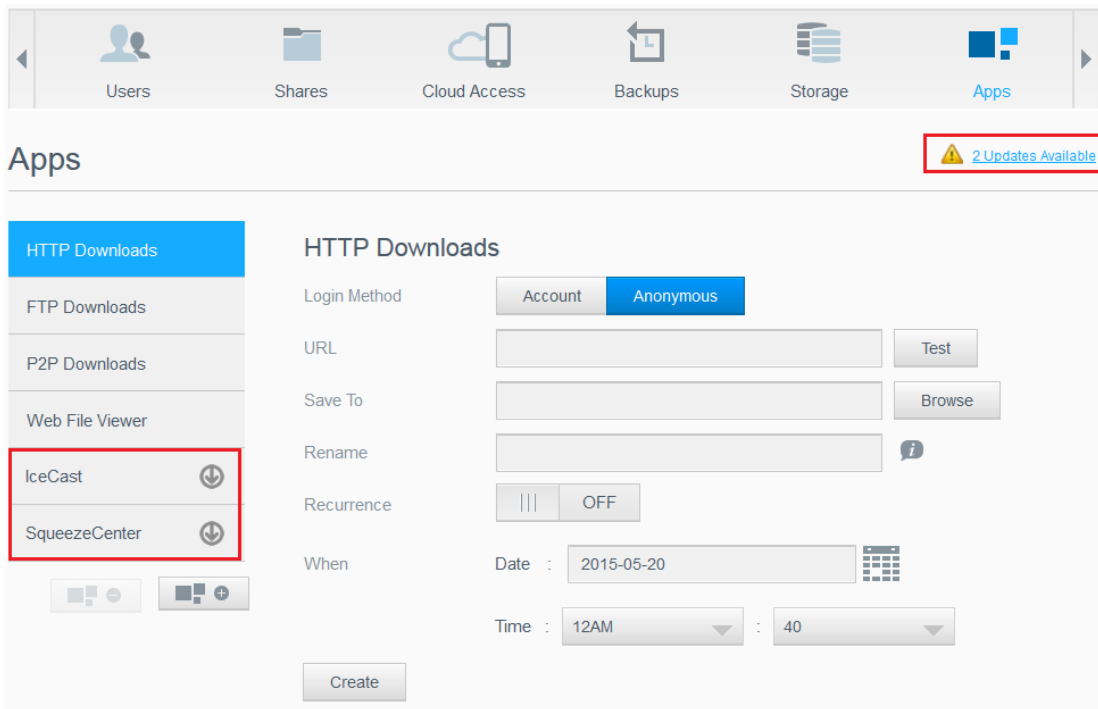 Users Shares Cloud Access Backups Storage Apps
Apps
2 Updates Available
HTTP Downloads
FTP Downloads
P2P Downloads
Web File Viewer
IceCast
SqueezeCenter
HTTP Downloads
Login Method Account Anonymous
URL Test
Save To Browse
Rename
Recurrence OFF
When Date : 2015-05-20
Time : 12AM : 40
Create